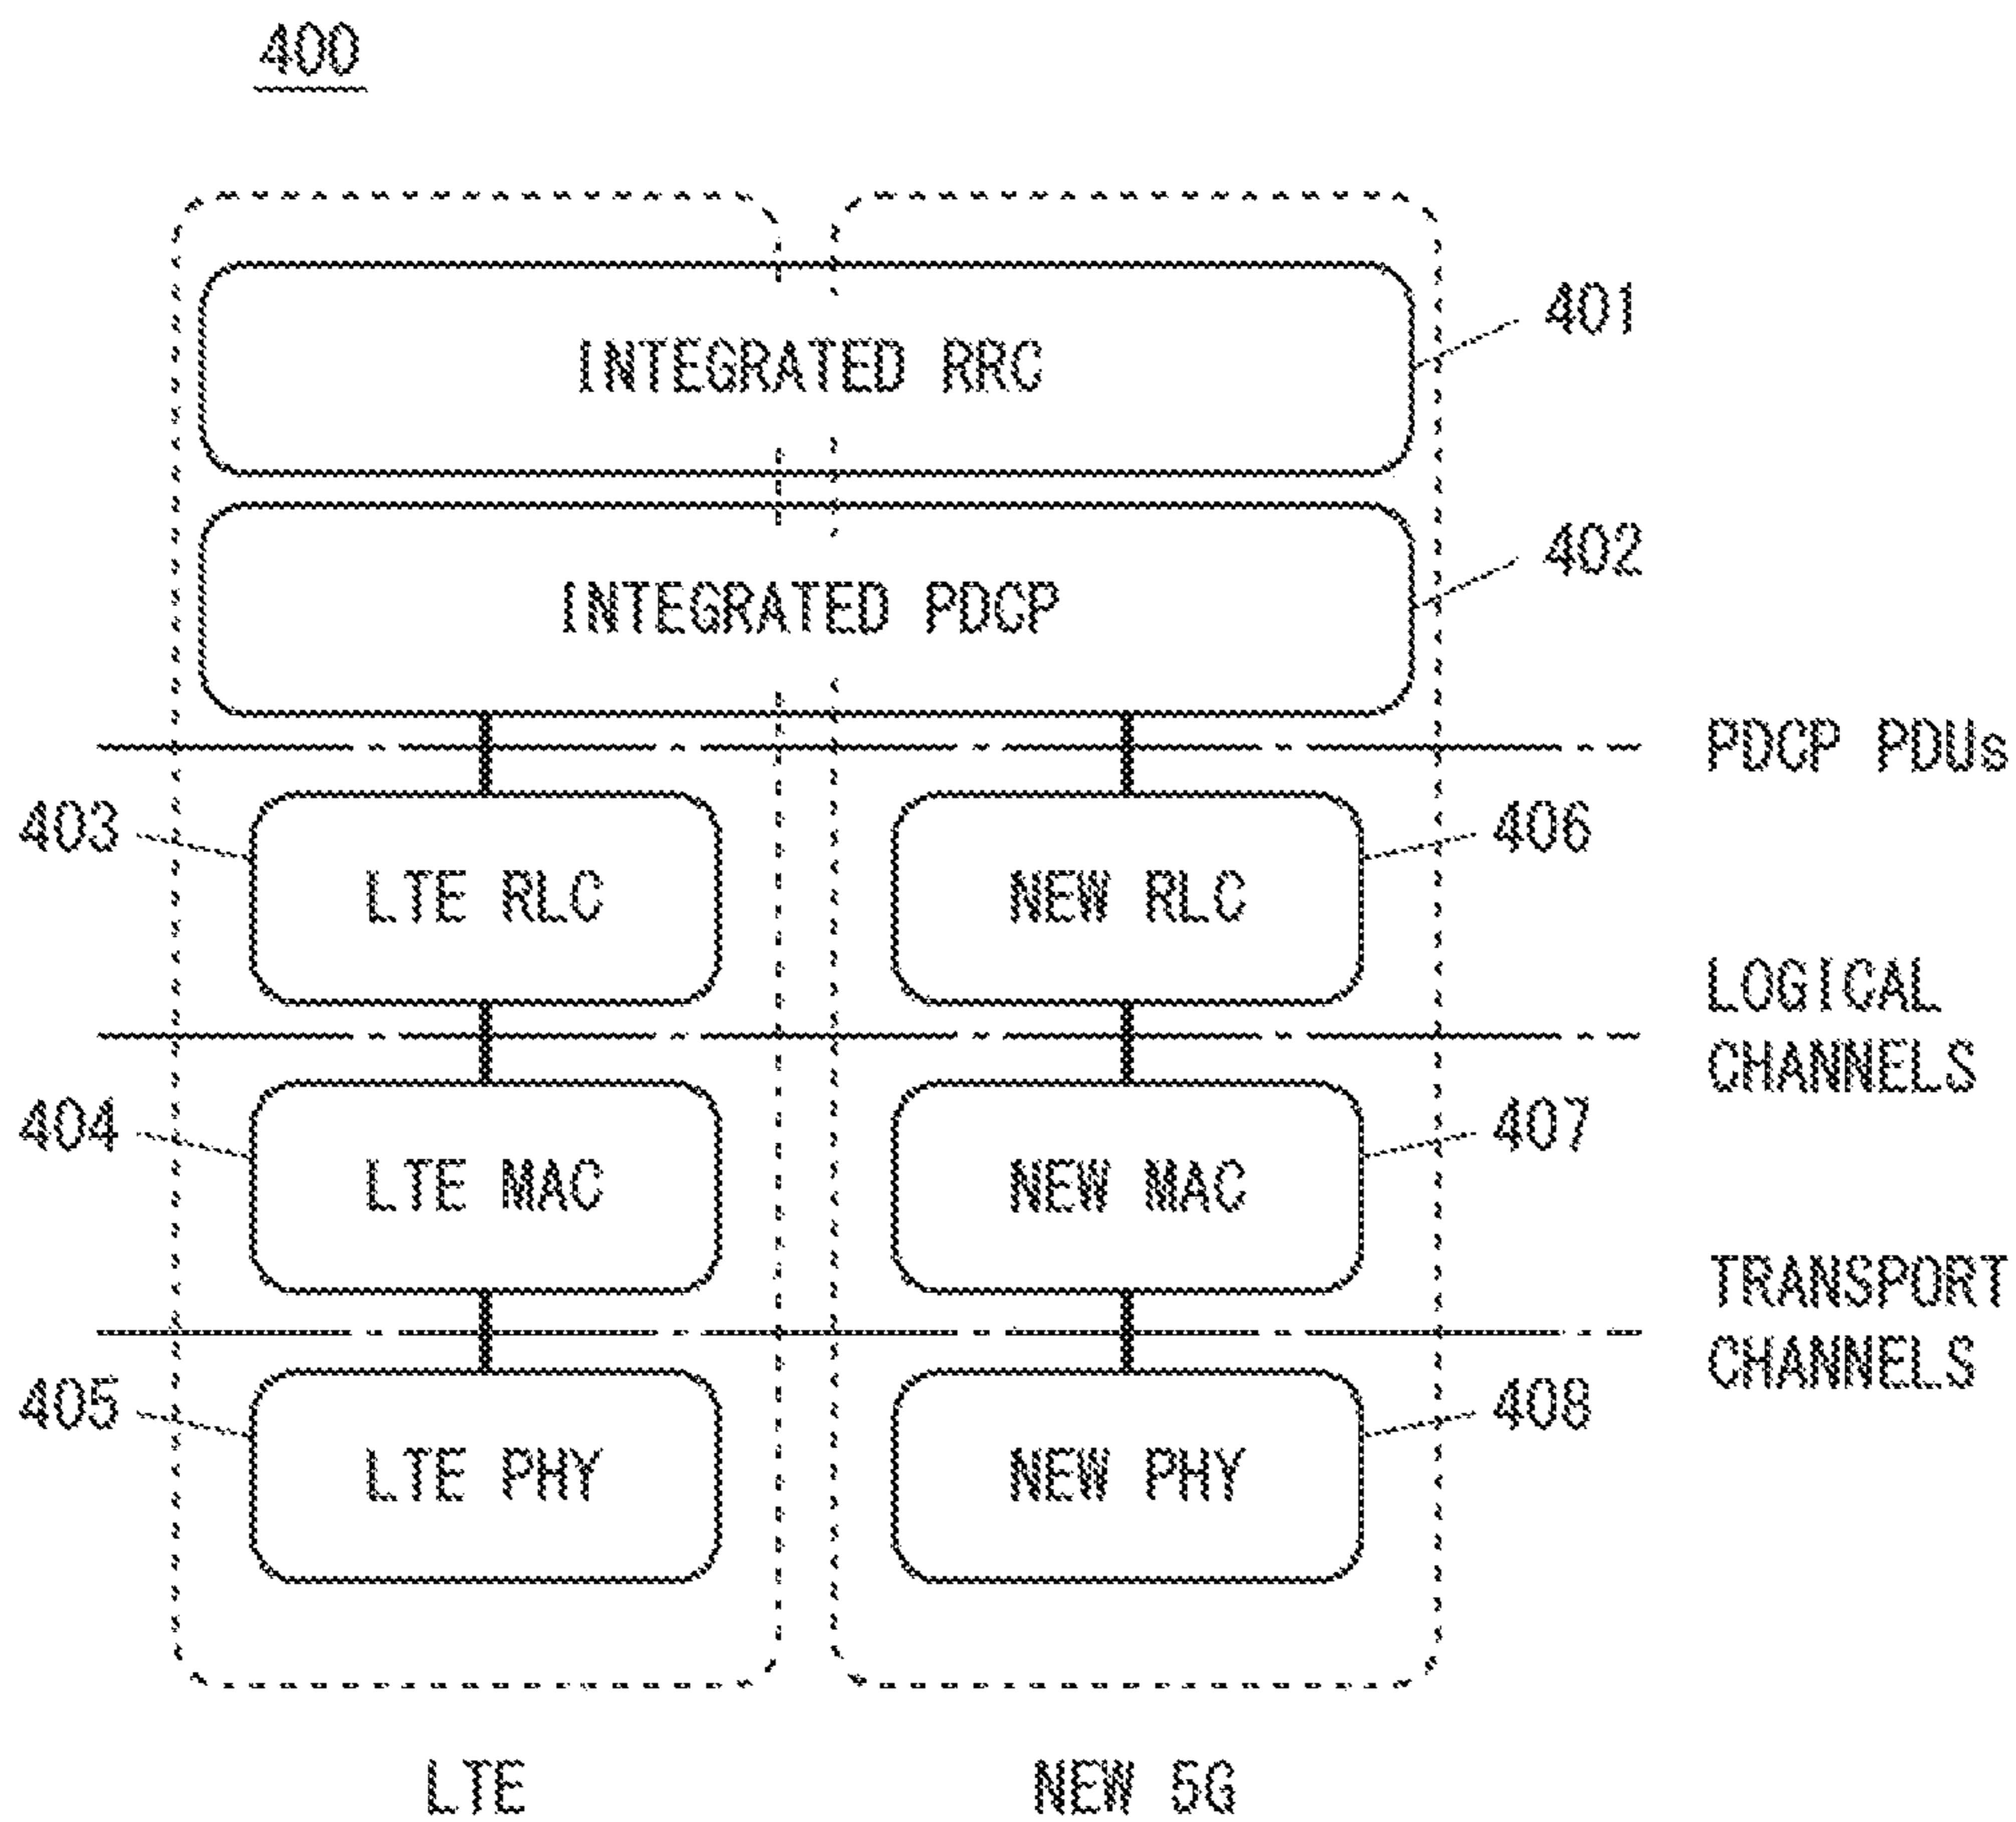 400
INTEGRATED RRC
401
INTEGRATED PDCP
402
PDCP PDUs
403
LTE RLC
NEW RLC
406
LOGICAL
CHANNELS
404
LTE MAC
NEW MAC
407
TRANSPORT
CHANNELS
405
LTE PHY
NEW PHY
408
LTE
NEW 5G